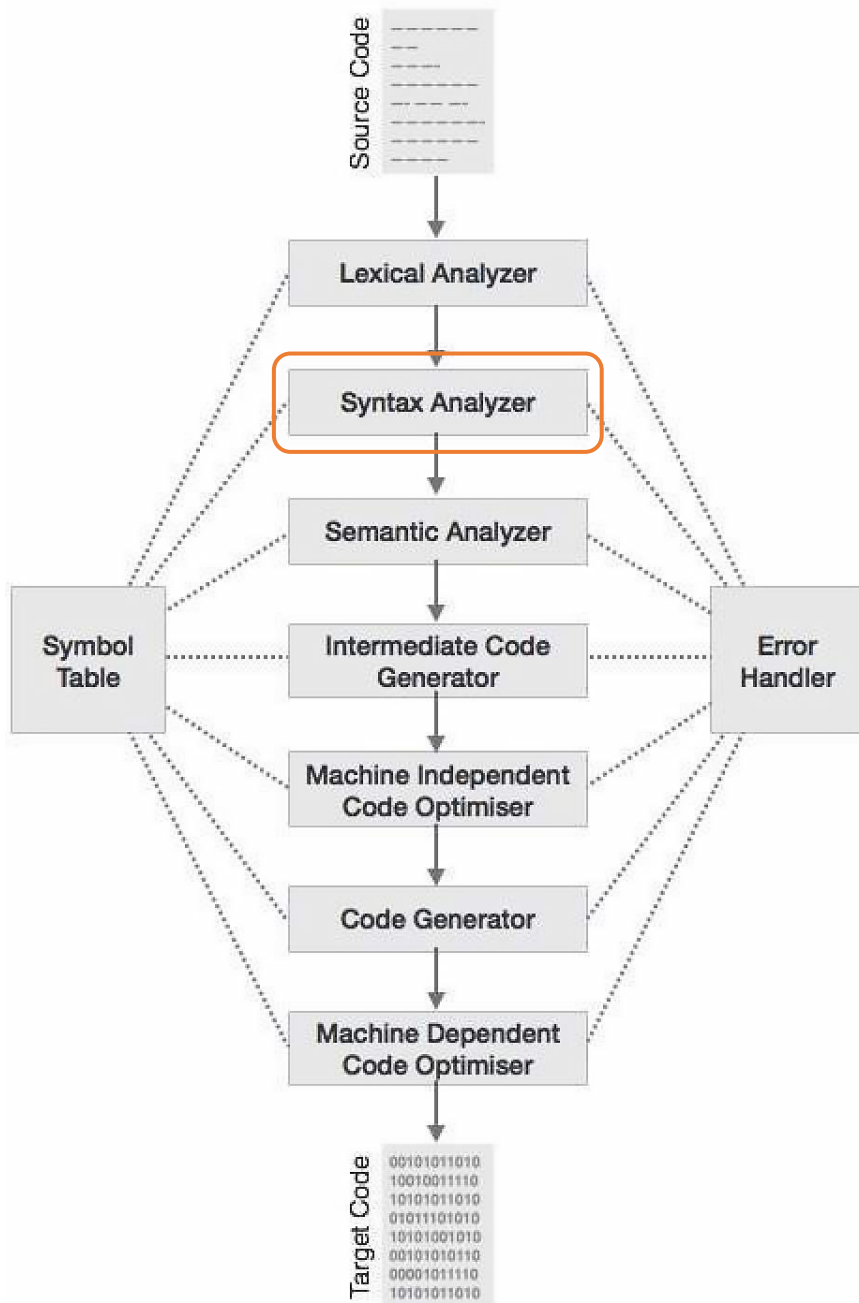 Source Code
Lexical Analyzer
Syntax Analyzer
Semantic Analyzer
Symbol
Table
Intermediate Code
Generator
Error
Handler
Machine Independent
Code Optimiser
Code Generator
Machine Dependent
Code Optimiser
Target Code
00101011010
10010011110
10101011010
01011101010
10101001010
00101010110
00001011110
10101011010